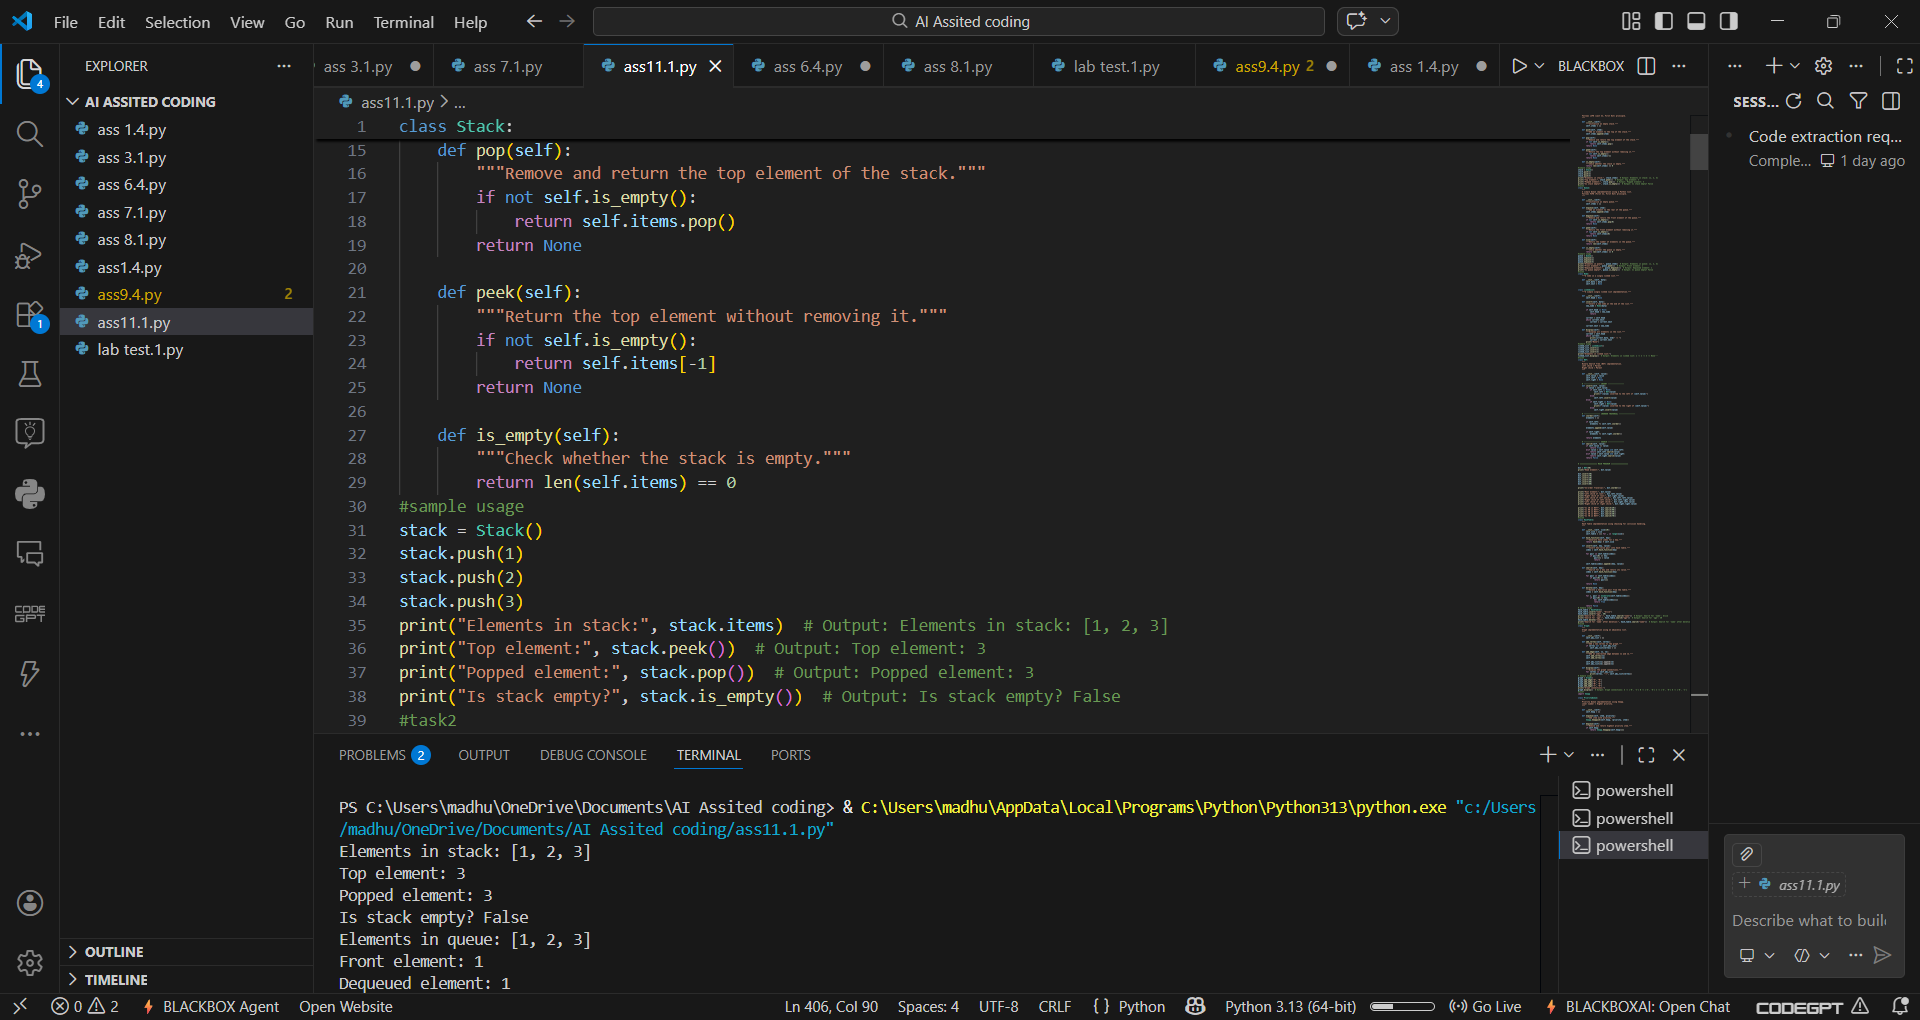 File Edit Selection View Go Run Terminal Help
AI Assited coding
EXPLORER
AI ASSITED CODING
ass 1.4.py
ass 3.1.py
ass 6.4.py
ass 7.1.py
ass 8.1.py
ass1.4.py
ass9.4.py 2
ass11.1.py
lab test.1.py
OUTLINE
TIMELINE
4
1
CODE
GPT
ass 3.1.py ass 7.1.py ass11.1.py ass 6.4.py ass 8.1.py lab test.1.py ass9.4.py 2 ass 1.4.py BLACKBOX
ass11.1.py > ...
1 class Stack:
15 def pop(self):
16 """Remove and return the top element of the stack."""
17 if not self.is_empty():
18 return self.items.pop()
19 return None
20
21 def peek(self):
22 """Return the top element without removing it."""
23 if not self.is_empty():
24 return self.items[-1]
25 return None
26
27 def is_empty(self):
28 """Check whether the stack is empty."""
29 return len(self.items) == 0
30 #sample usage
31 stack = Stack()
32 stack.push(1)
33 stack.push(2)
34 stack.push(3)
35 print("Elements in stack:", stack.items)  # Output: Elements in stack: [1, 2, 3]
36 print("Top element:", stack.peek())  # Output: Top element: 3
37 print("Popped element:", stack.pop())  # Output: Popped element: 3
38 print("Is stack empty?", stack.is_empty())  # Output: Is stack empty? False
39 #task2
PROBLEMS 2 OUTPUT DEBUG CONSOLE TERMINAL PORTS
PS C:\Users\madhu\OneDrive\Documents\AI Assited coding> & C:\Users\madhu\AppData\Local\Programs\Python\Python313\python.exe "c:/Users
/madhu/OneDrive/Documents/AI Assited coding/ass11.1.py"
Elements in stack: [1, 2, 3]
Top element: 3
Popped element: 3
Is stack empty? False
Elements in queue: [1, 2, 3]
Front element: 1
Dequeued element: 1
powershell
powershell
powershell
SESS...
Code extraction req...
Comple... 1 day ago
ass11.1.py
Describe what to buil
0 2 BLACKBOX Agent Open Website Ln 406, Col 90 Spaces: 4 UTF-8 CRLF { } Python Python 3.13 (64-bit) Go Live BLACKBOXAI: Open Chat CODEGPT